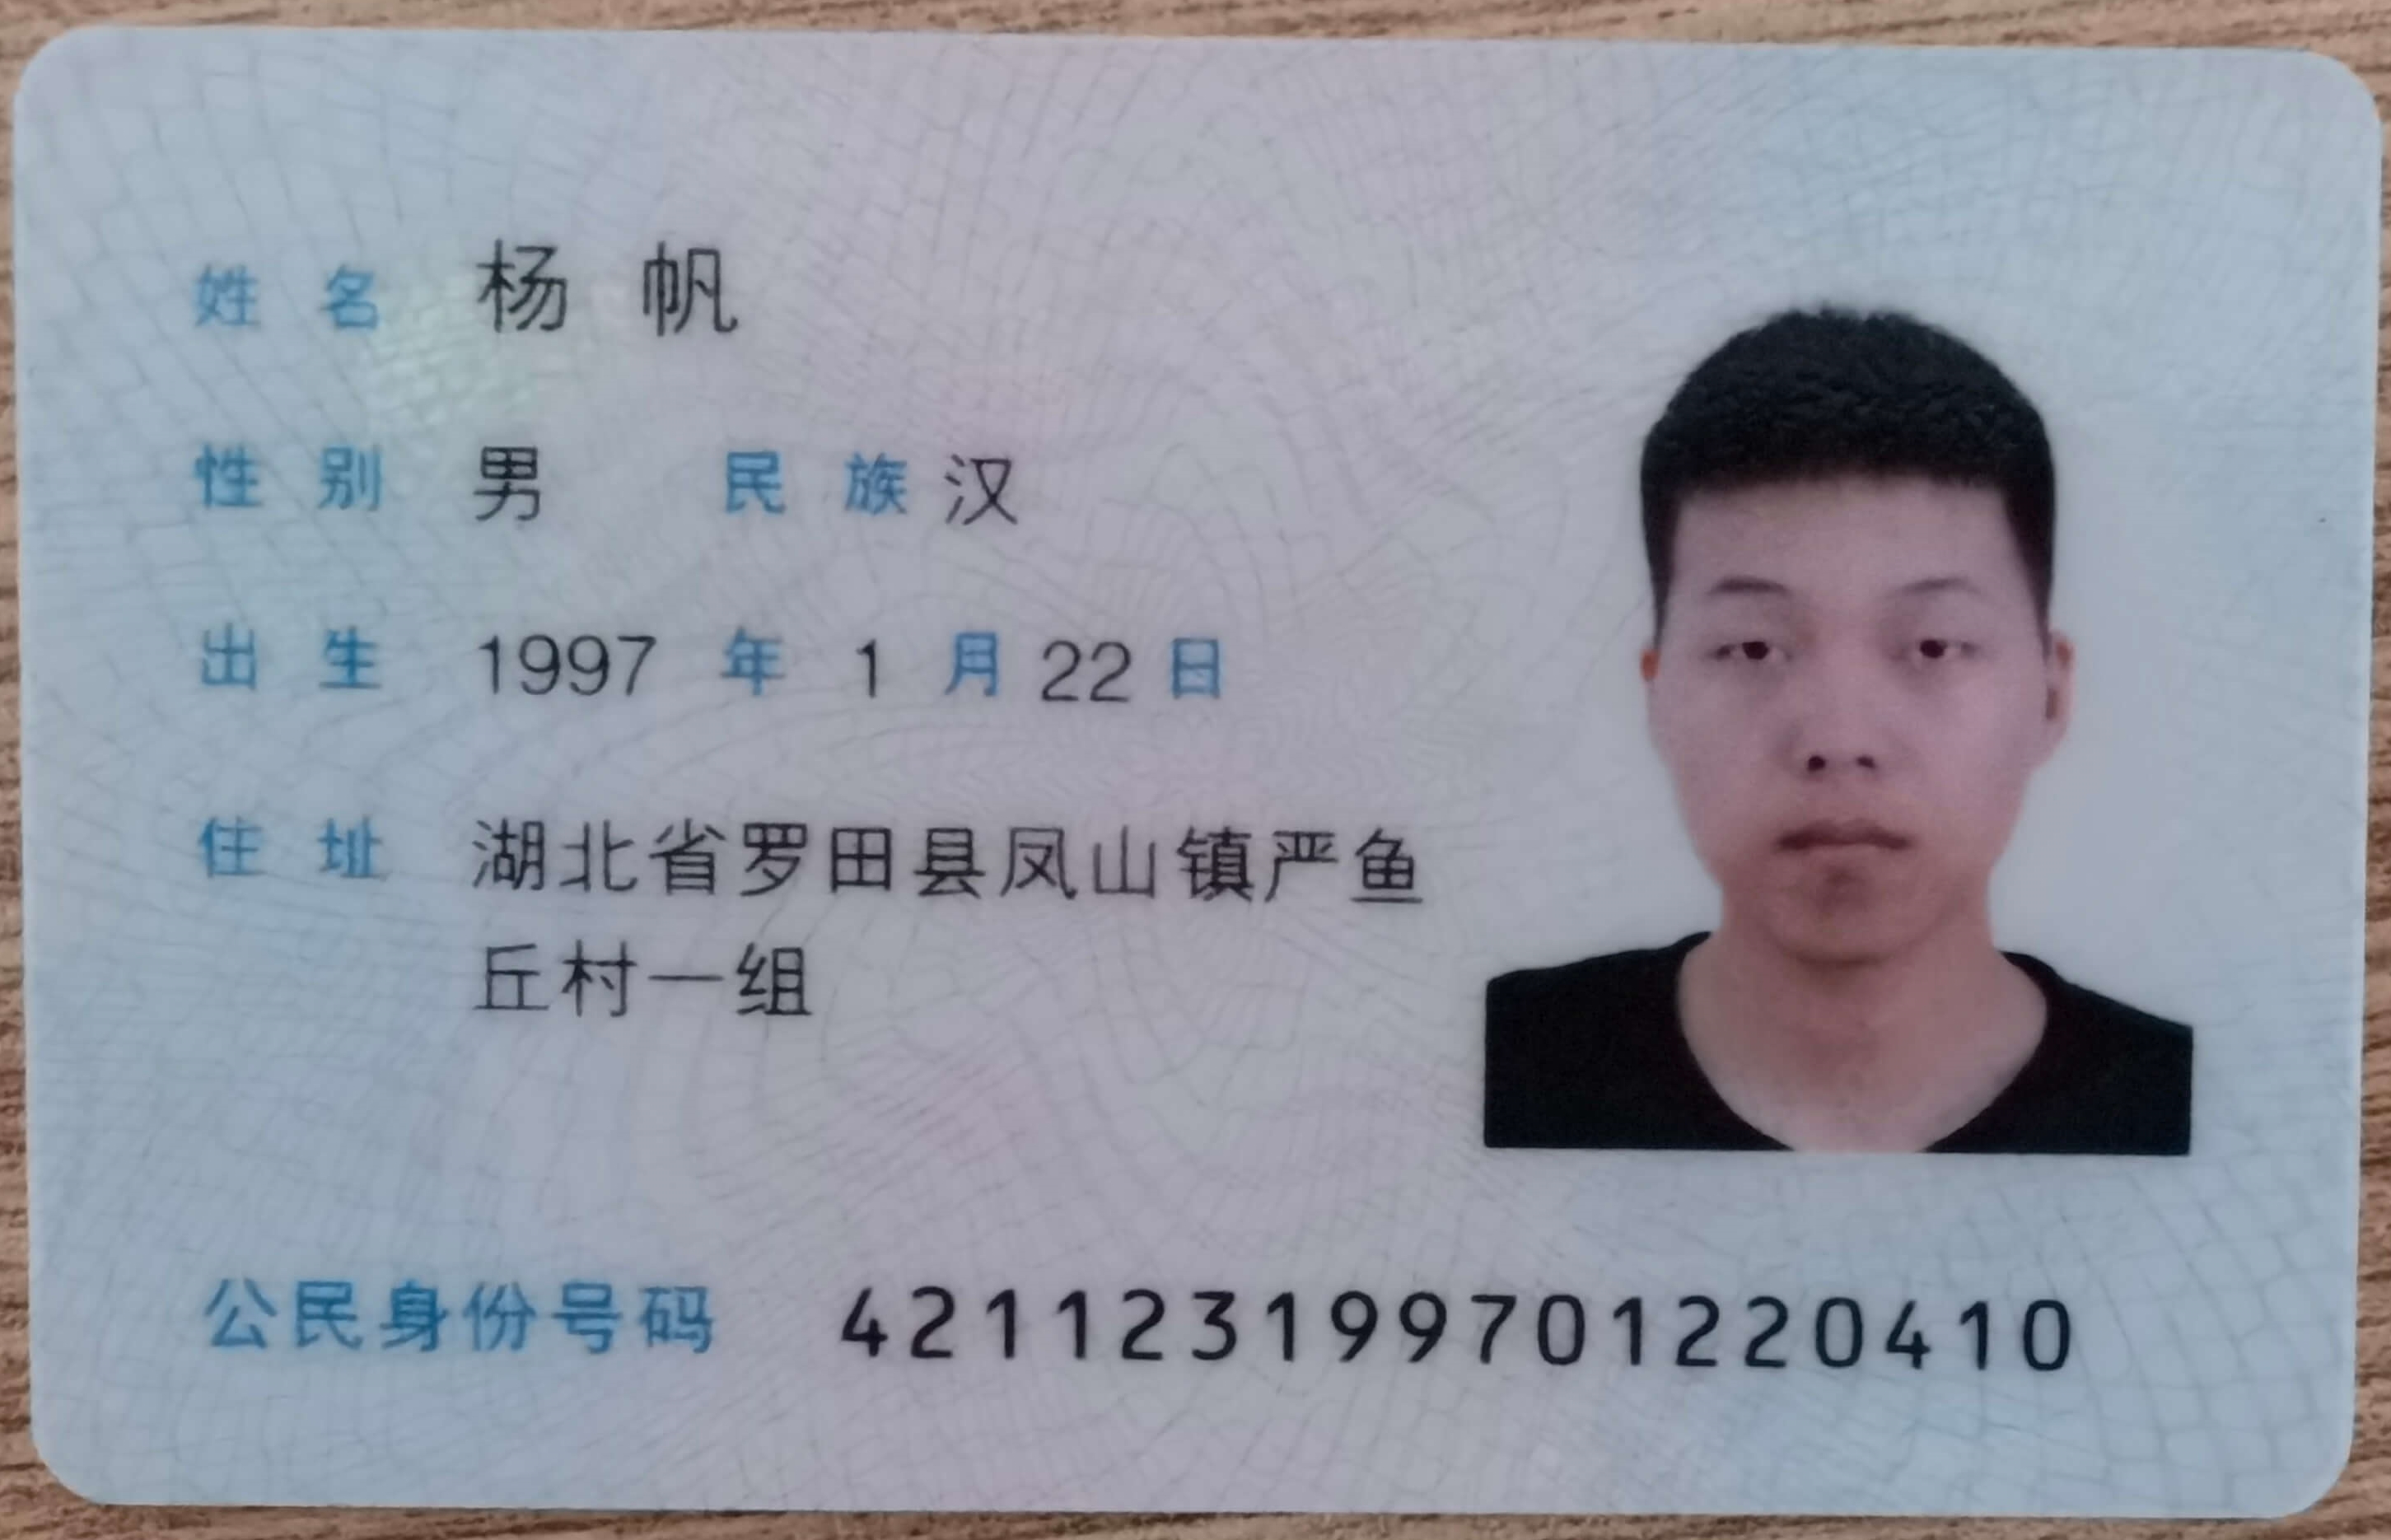 姓名 杨帆
性别 男 民族 汉
出生 1997 年 1 月 22 日
住址 湖北省罗田县凤山镇严鱼
丘村一组
公民身份号码 421123199701220410